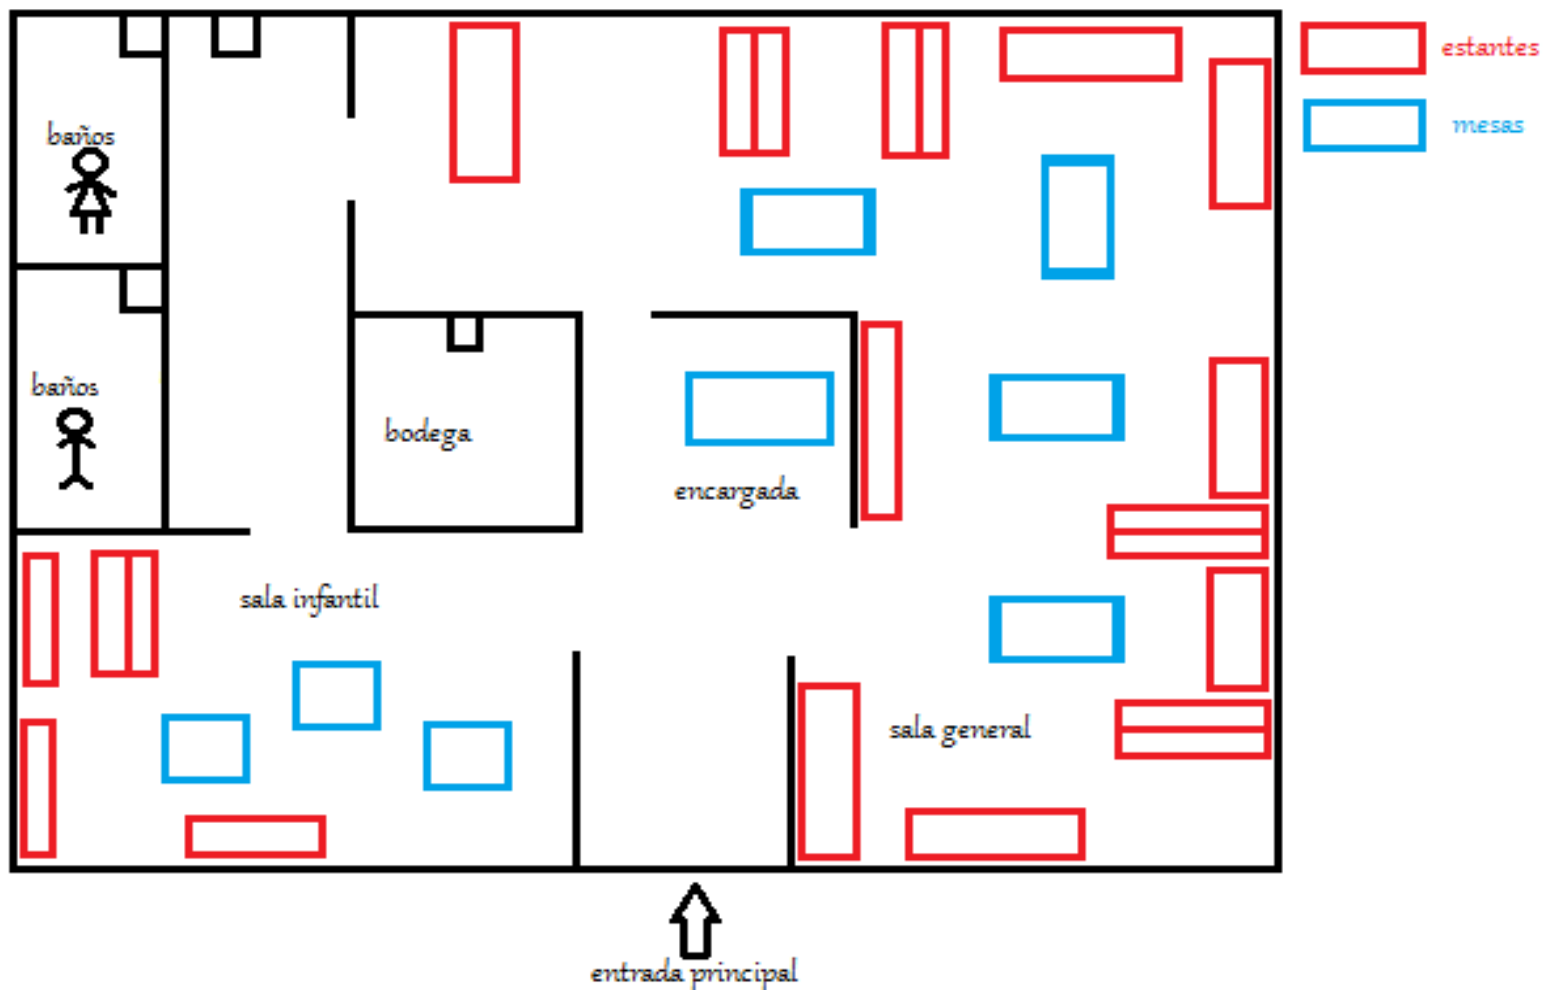 estantes
mesas
baños
baños
bodega
encargada
sala infantil
sala general
entrada principal